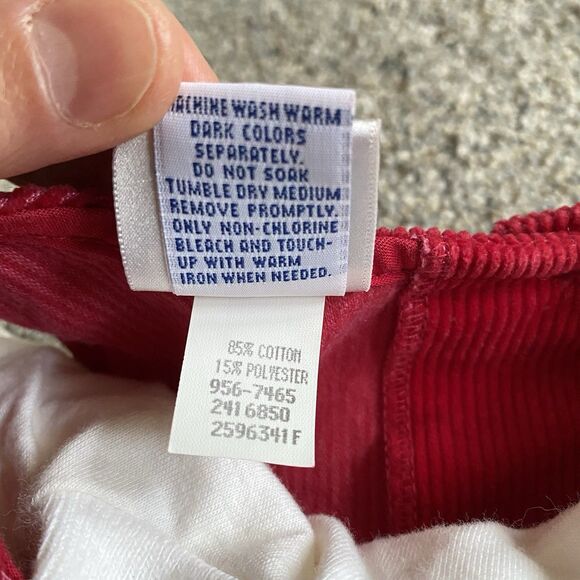 MACHINE WASH WARM
DARK COLORS
SEPARATELY.
DO NOT SOAK
TUMBLE DRY MEDIUM
REMOVE PROMPTLY.
ONLY NON-CHLORINE
BLEACH AND TOUCH-
UP WITH WARM
IRON WHEN NEEDED.
85% COTTON
15% POLYESTER
956-7465
2416850
2596341F